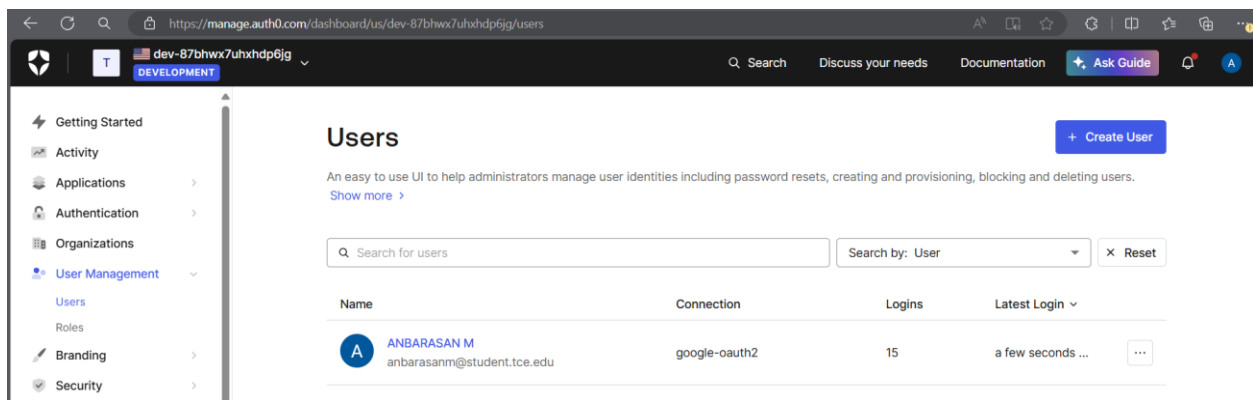 https://manage.auth0.com/dashboard/us/dev-87bhwx7uhxhdp6jg/users
T
dev-87bhwx7uhxhdp6jg
DEVELOPMENT
Search
Discuss your needs
Documentation
Ask Guide
A
Getting Started
Activity
Applications
Authentication
Organizations
User Management
Users
Roles
Branding
Security
Users
+ Create User
An easy to use UI to help administrators manage user identities including password resets, creating and provisioning, blocking and deleting users.
Show more >
Search for users
Search by: User
× Reset
Name Connection Logins Latest Login
A
ANBARASAN M
anbarasanm@student.tce.edu
google-oauth2 15 a few seconds ...